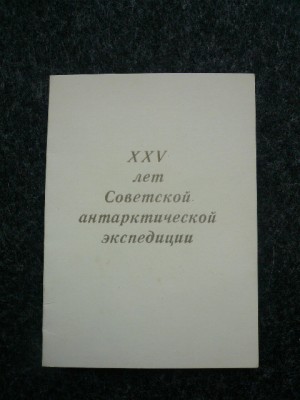 XXV
лет
Советской
антарктической
экспедиции